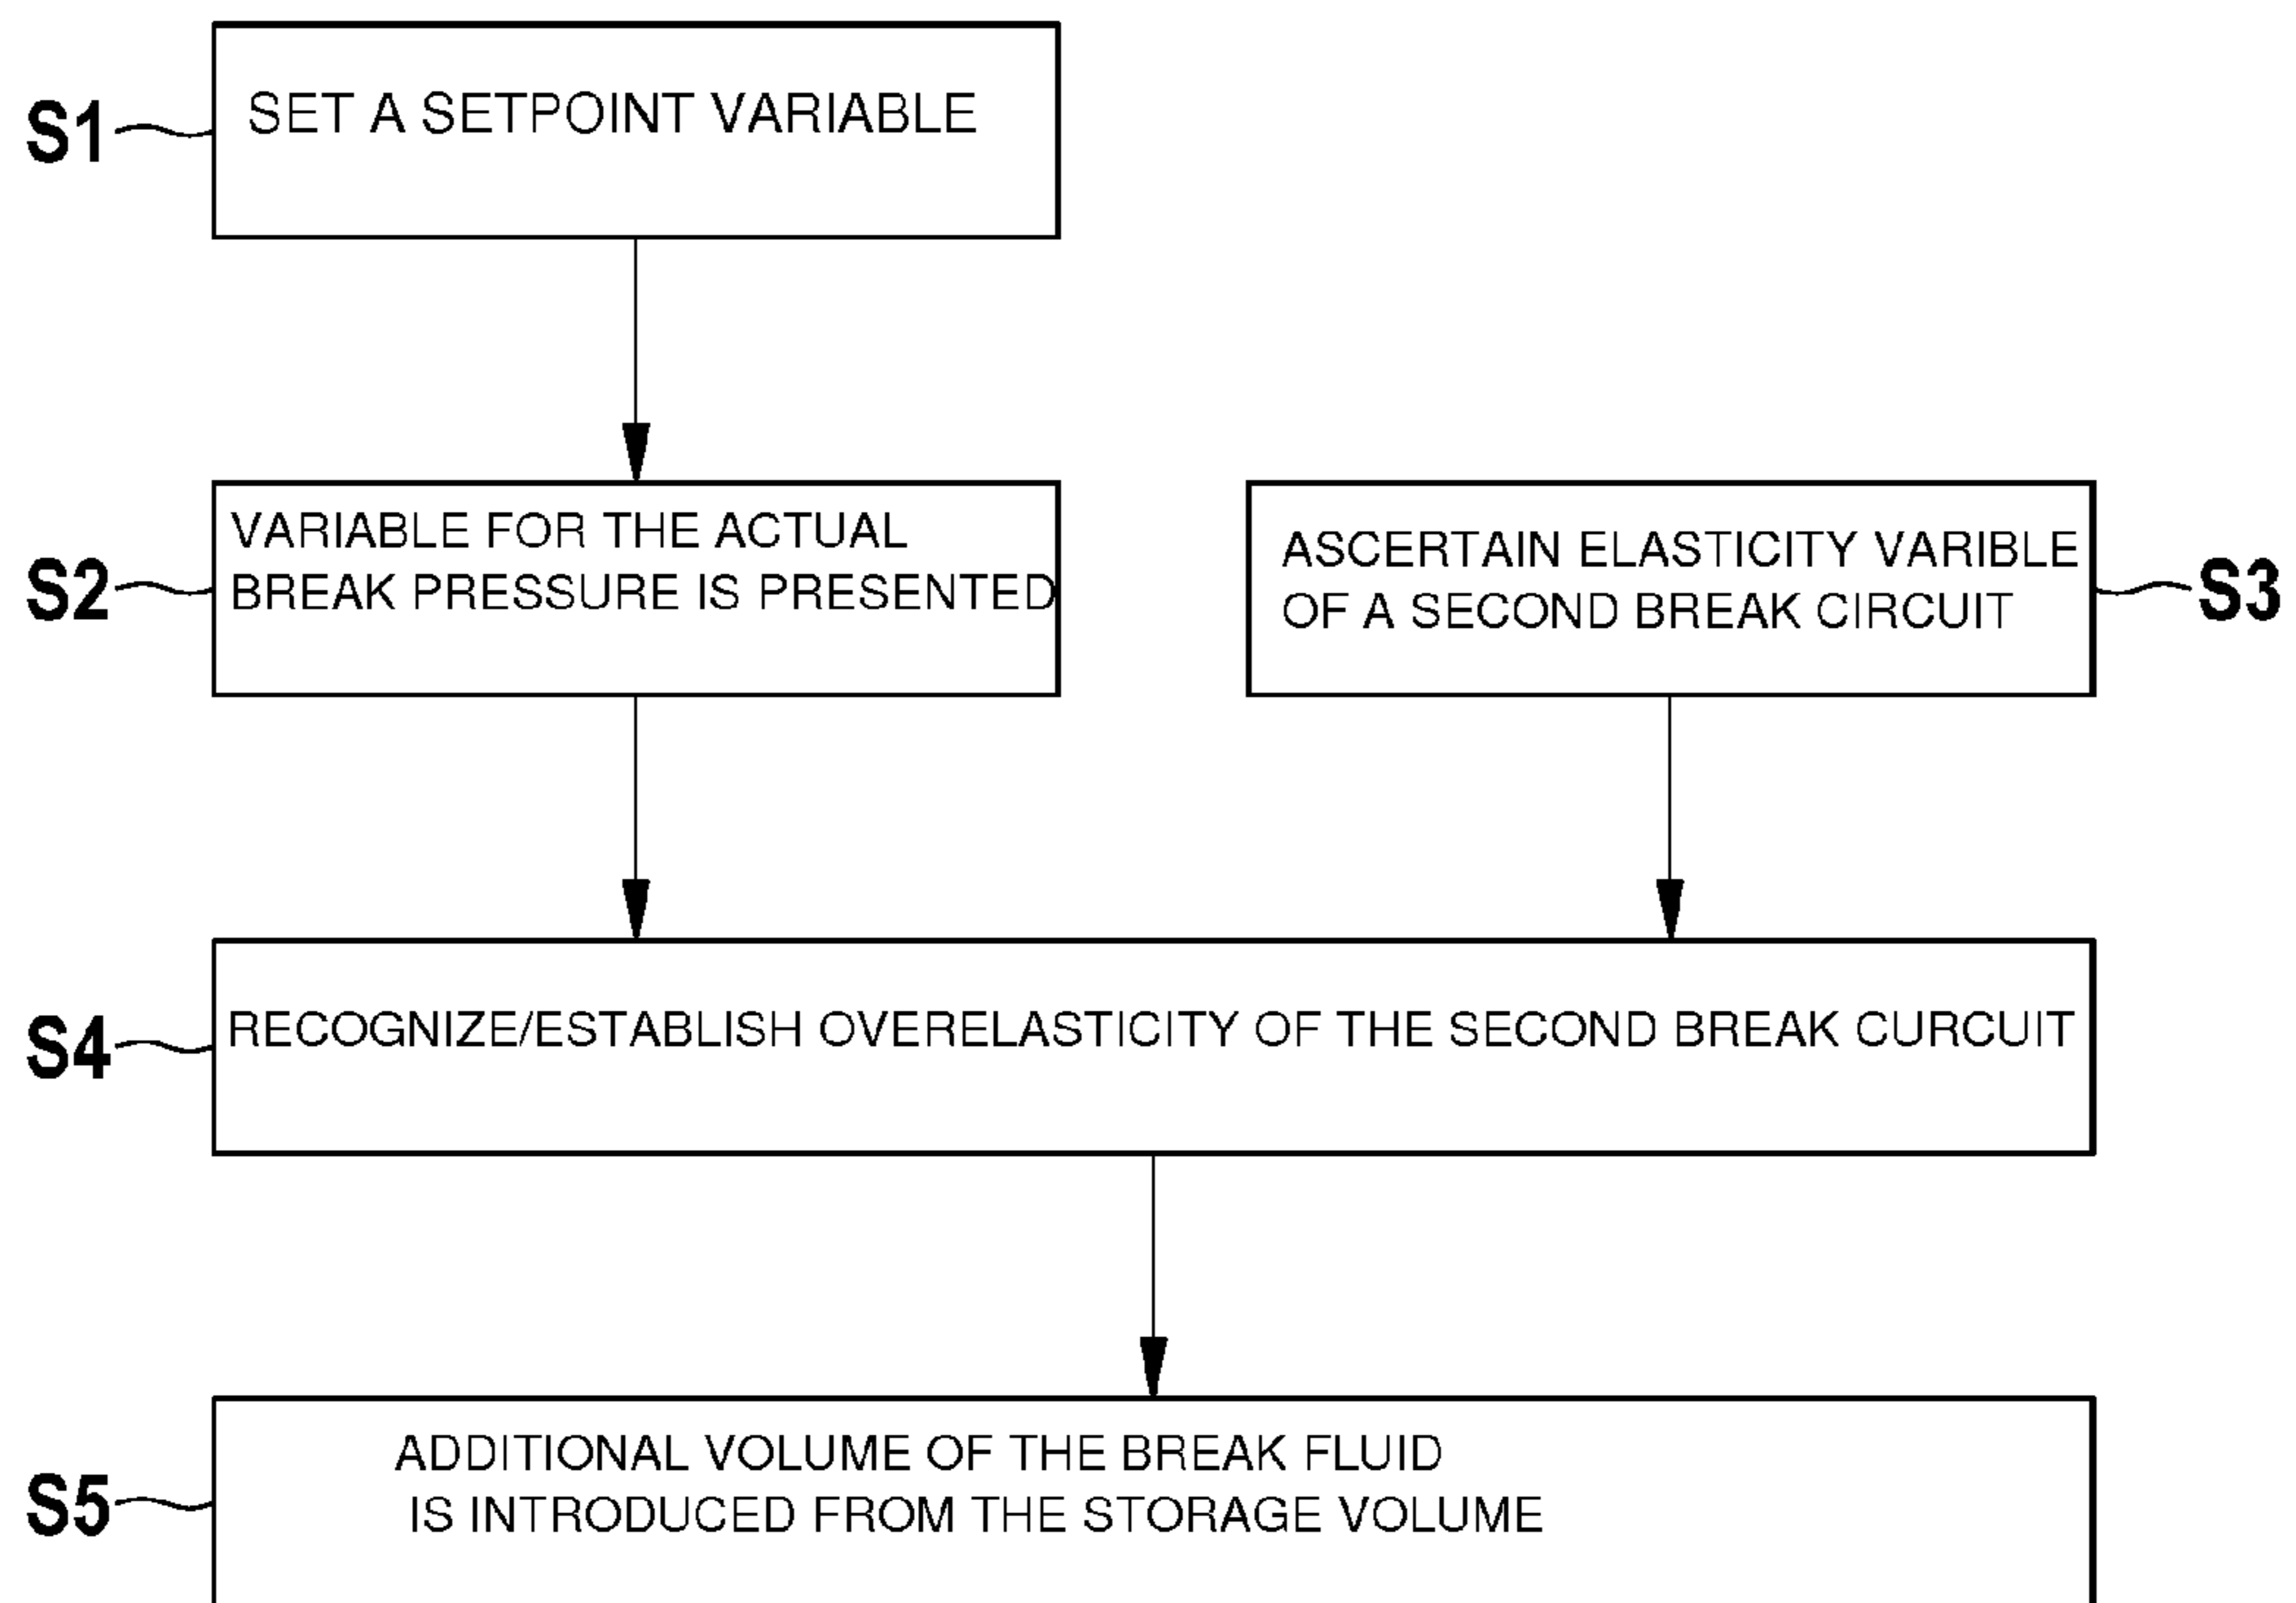 S1
SET A SETPOINT VARIABLE
S2
VARIABLE FOR THE ACTUAL
BREAK PRESSURE IS PRESENTED
ASCERTAIN ELASTICITY VARIBLE
OF A SECOND BREAK CIRCUIT
S3
S4
RECOGNIZE/ESTABLISH OVERELASTICITY OF THE SECOND BREAK CURCUIT
S5
ADDITIONAL VOLUME OF THE BREAK FLUID
IS INTRODUCED FROM THE STORAGE VOLUME